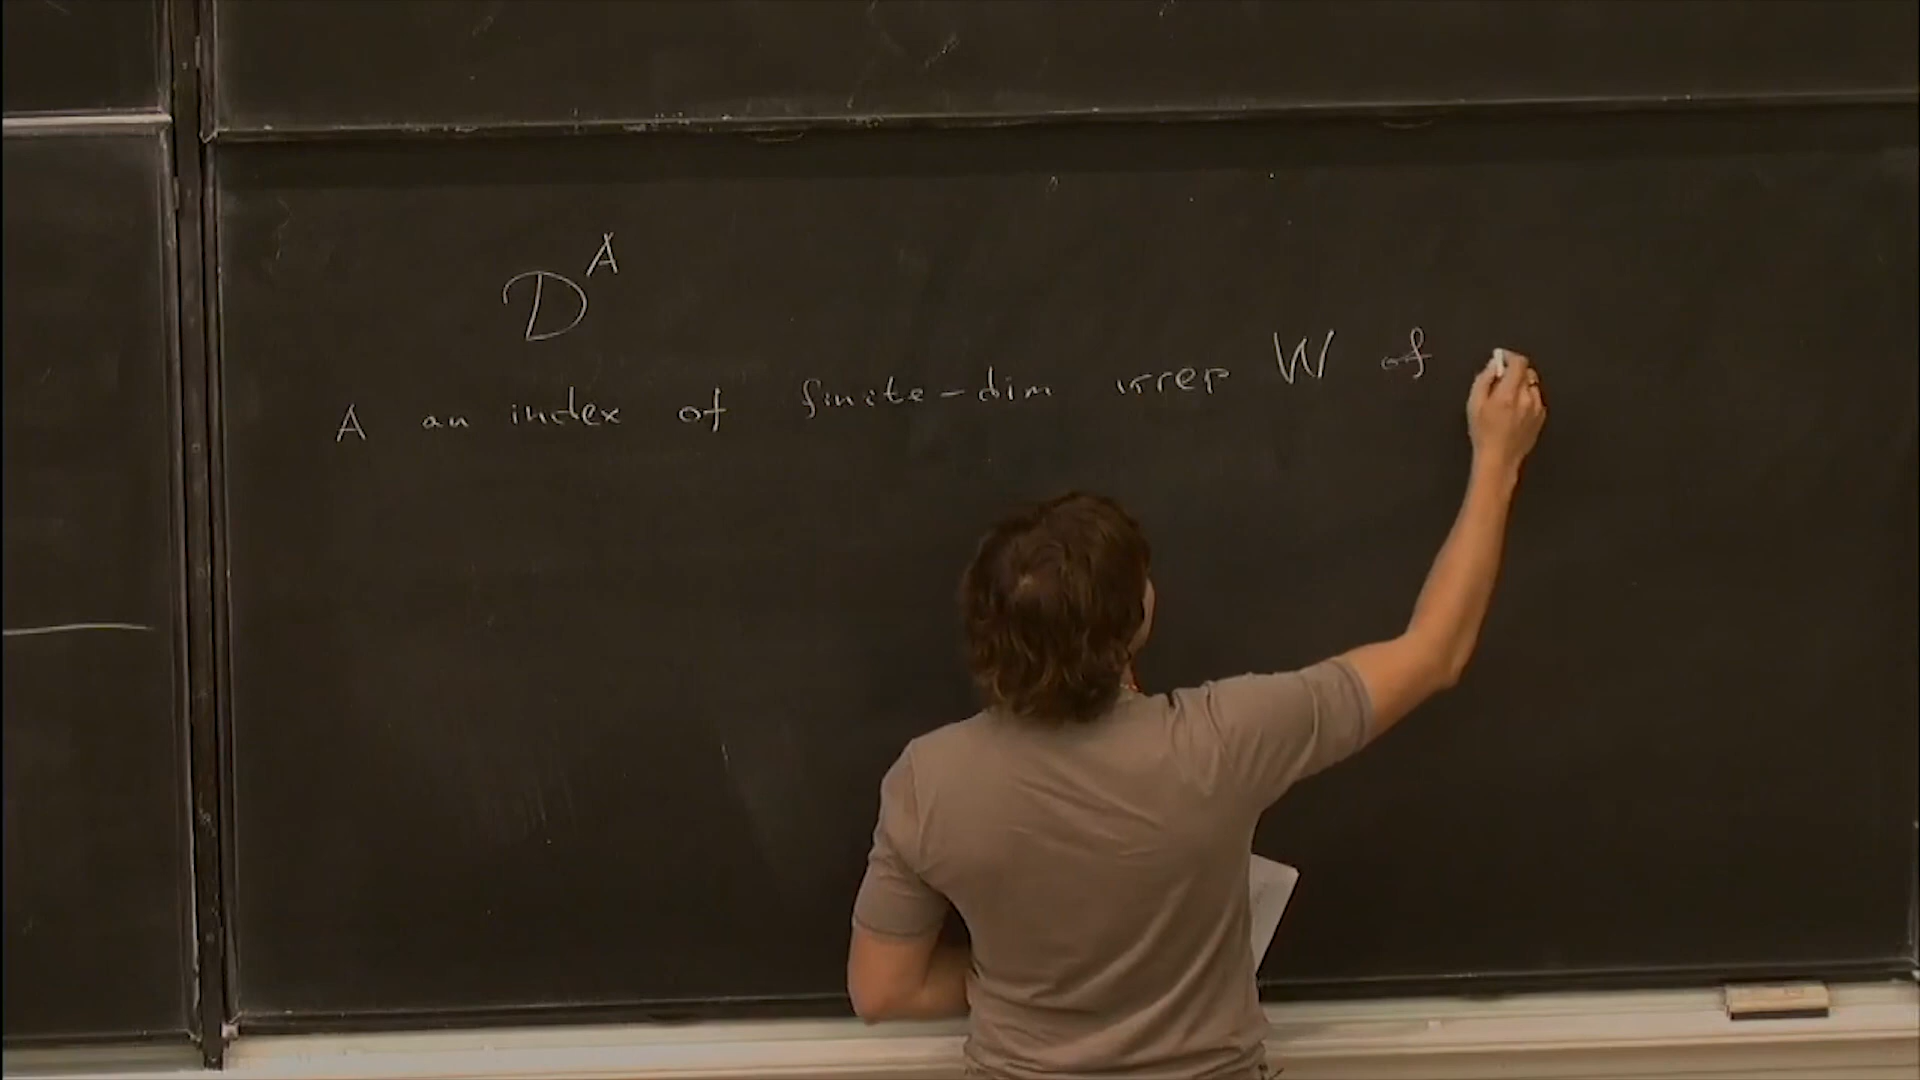 D^A
A an index of finite-dim irrep W of